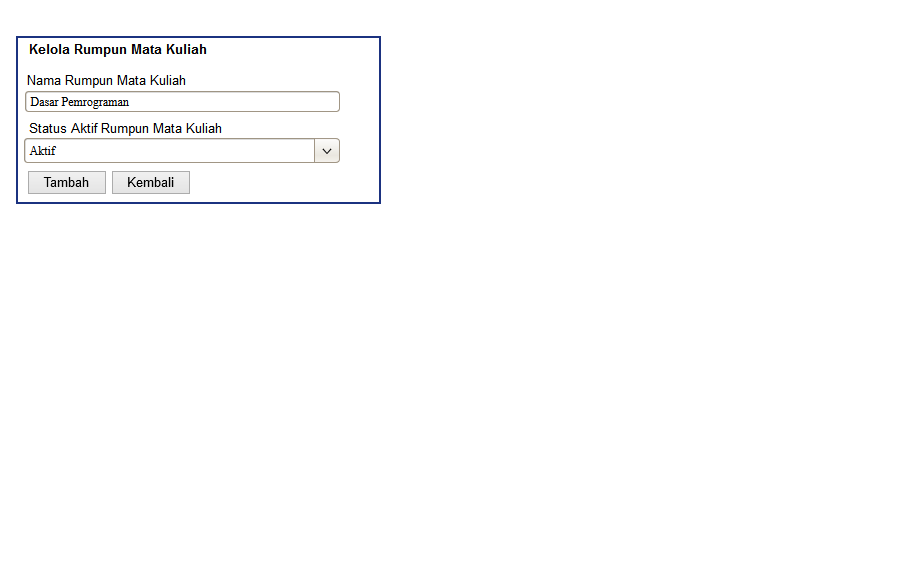 Kelola Rumpun Mata Kuliah
Nama Rumpun Mata Kuliah
Dasar Pemrograman
Status Aktif Rumpun Mata Kuliah
Aktif
Tambah Kembali